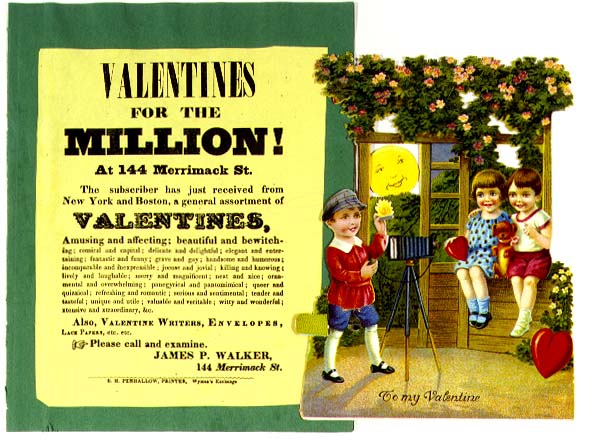 VALENTINES
FOR THE
MILLION!
At 144 Merrimack St.
The subscriber has just received from
New York and Boston, a general assortment of
VALENTINES,
Amusing and affecting; beautiful and bewitch-
ing; comical and capital; delicate and delightful; elegant and enter-
taining; fantastic and funny; grave and gay; handsome and humorous;
incomparable and inexpressible; jocose and jovial; killing and knowing;
lively and laughable; merry and magnificent; neat and nice; orna-
mental and overwhelming; panegyrical and pantomimical; queer and
quizzical; refreshing and romantic; serious and sentimental; tender and
tasteful; unique and utile; valuable and veritable; witty and wonderful;
xtensive and xtraordinary, &c.
Also, Valentine Writers, Envelopes,
Lace Papers, etc. etc.
☞Please call and examine.
JAMES P. WALKER,
144 Merrimack St.
S. N. PENHALLOW, PRINTER, Wyman's Exchange
To my Valentine